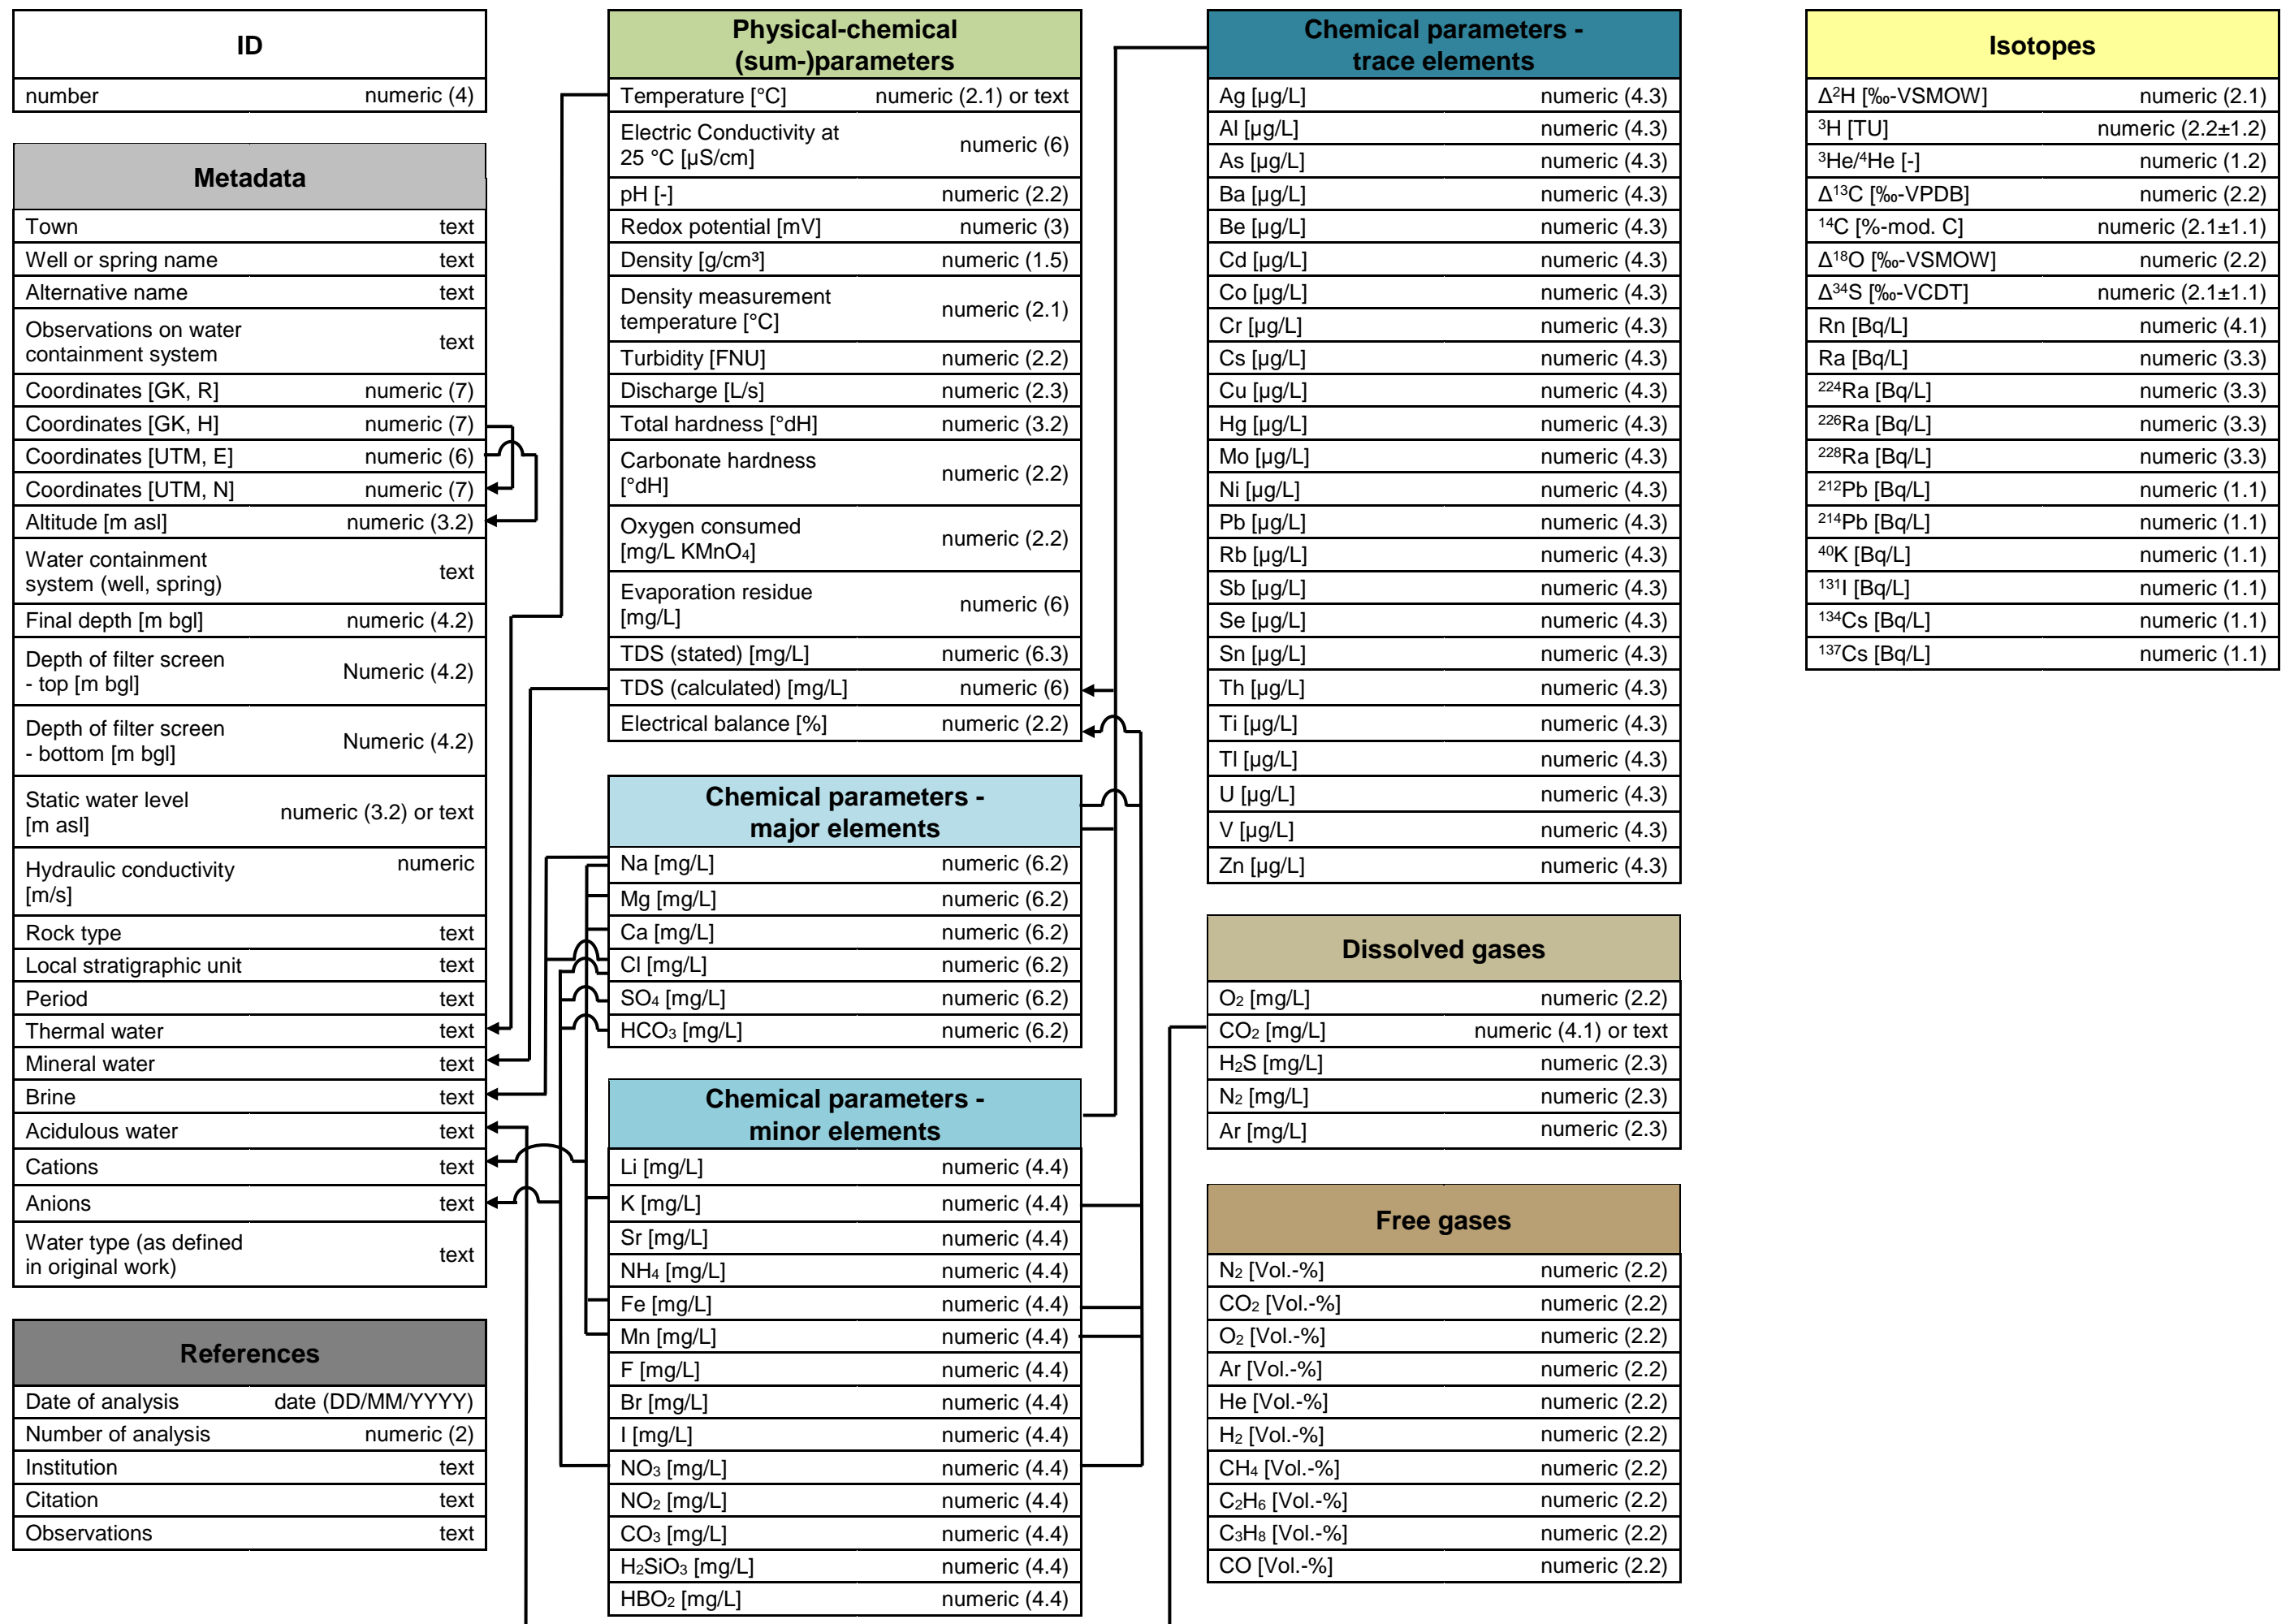 ID
number numeric (4)
Metadata
Town text
Well or spring name text
Alternative name text
Observations on water
containment system text
Coordinates [GK, R] numeric (7)
Coordinates [GK, H] numeric (7)
Coordinates [UTM, E] numeric (6)
Coordinates [UTM, N] numeric (7)
Altitude [m asl] numeric (3.2)
Water containment
system (well, spring) text
Final depth [m bgl] numeric (4.2)
Depth of filter screen
- top [m bgl] Numeric (4.2)
Depth of filter screen
- bottom [m bgl] Numeric (4.2)
Static water level
[m asl] numeric (3.2) or text
Hydraulic conductivity numeric
[m/s]
Rock type text
Local stratigraphic unit text
Period text
Thermal water text
Mineral water text
Brine text
Acidulous water text
Cations text
Anions text
Water type (as defined
in original work) text
References
Date of analysis date (DD/MM/YYYY)
Number of analysis numeric (2)
Institution text
Citation text
Observations text
Physical-chemical
(sum-)parameters
Temperature [°C] numeric (2.1) or text
Electric Conductivity at
25 °C [µS/cm] numeric (6)
pH [-] numeric (2.2)
Redox potential [mV] numeric (3)
Density [g/cm³] numeric (1.5)
Density measurement
temperature [°C] numeric (2.1)
Turbidity [FNU] numeric (2.2)
Discharge [L/s] numeric (2.3)
Total hardness [°dH] numeric (3.2)
Carbonate hardness
[°dH] numeric (2.2)
Oxygen consumed
[mg/L KMnO₄] numeric (2.2)
Evaporation residue
[mg/L] numeric (6)
TDS (stated) [mg/L] numeric (6.3)
TDS (calculated) [mg/L] numeric (6)
Electrical balance [%] numeric (2.2)
Chemical parameters -
major elements
Na [mg/L] numeric (6.2)
Mg [mg/L] numeric (6.2)
Ca [mg/L] numeric (6.2)
Cl [mg/L] numeric (6.2)
SO₄ [mg/L] numeric (6.2)
HCO₃ [mg/L] numeric (6.2)
Chemical parameters -
minor elements
Li [mg/L] numeric (4.4)
K [mg/L] numeric (4.4)
Sr [mg/L] numeric (4.4)
NH₄ [mg/L] numeric (4.4)
Fe [mg/L] numeric (4.4)
Mn [mg/L] numeric (4.4)
F [mg/L] numeric (4.4)
Br [mg/L] numeric (4.4)
I [mg/L] numeric (4.4)
NO₃ [mg/L] numeric (4.4)
NO₂ [mg/L] numeric (4.4)
CO₃ [mg/L] numeric (4.4)
H₂SiO₃ [mg/L] numeric (4.4)
HBO₂ [mg/L] numeric (4.4)
Chemical parameters -
trace elements
Ag [µg/L] numeric (4.3)
Al [µg/L] numeric (4.3)
As [µg/L] numeric (4.3)
Ba [µg/L] numeric (4.3)
Be [µg/L] numeric (4.3)
Cd [µg/L] numeric (4.3)
Co [µg/L] numeric (4.3)
Cr [µg/L] numeric (4.3)
Cs [µg/L] numeric (4.3)
Cu [µg/L] numeric (4.3)
Hg [µg/L] numeric (4.3)
Mo [µg/L] numeric (4.3)
Ni [µg/L] numeric (4.3)
Pb [µg/L] numeric (4.3)
Rb [µg/L] numeric (4.3)
Sb [µg/L] numeric (4.3)
Se [µg/L] numeric (4.3)
Sn [µg/L] numeric (4.3)
Th [µg/L] numeric (4.3)
Ti [µg/L] numeric (4.3)
Tl [µg/L] numeric (4.3)
U [µg/L] numeric (4.3)
V [µg/L] numeric (4.3)
Zn [µg/L] numeric (4.3)
Dissolved gases
O₂ [mg/L] numeric (2.2)
CO₂ [mg/L] numeric (4.1) or text
H₂S [mg/L] numeric (2.3)
N₂ [mg/L] numeric (2.3)
Ar [mg/L] numeric (2.3)
Free gases
N₂ [Vol.-%] numeric (2.2)
CO₂ [Vol.-%] numeric (2.2)
O₂ [Vol.-%] numeric (2.2)
Ar [Vol.-%] numeric (2.2)
He [Vol.-%] numeric (2.2)
H₂ [Vol.-%] numeric (2.2)
CH₄ [Vol.-%] numeric (2.2)
C₂H₆ [Vol.-%] numeric (2.2)
C₃H₈ [Vol.-%] numeric (2.2)
CO [Vol.-%] numeric (2.2)
Isotopes
Δ²H [‰-VSMOW] numeric (2.1)
³H [TU] numeric (2.2±1.2)
³He/⁴He [-] numeric (1.2)
Δ¹³C [‰-VPDB] numeric (2.2)
¹⁴C [%-mod. C] numeric (2.1±1.1)
Δ¹⁸O [‰-VSMOW] numeric (2.2)
Δ³⁴S [‰-VCDT] numeric (2.1±1.1)
Rn [Bq/L] numeric (4.1)
Ra [Bq/L] numeric (3.3)
²²⁴Ra [Bq/L] numeric (3.3)
²²⁶Ra [Bq/L] numeric (3.3)
²²⁸Ra [Bq/L] numeric (3.3)
²¹²Pb [Bq/L] numeric (1.1)
²¹⁴Pb [Bq/L] numeric (1.1)
⁴⁰K [Bq/L] numeric (1.1)
¹³¹I [Bq/L] numeric (1.1)
¹³⁴Cs [Bq/L] numeric (1.1)
¹³⁷Cs [Bq/L] numeric (1.1)